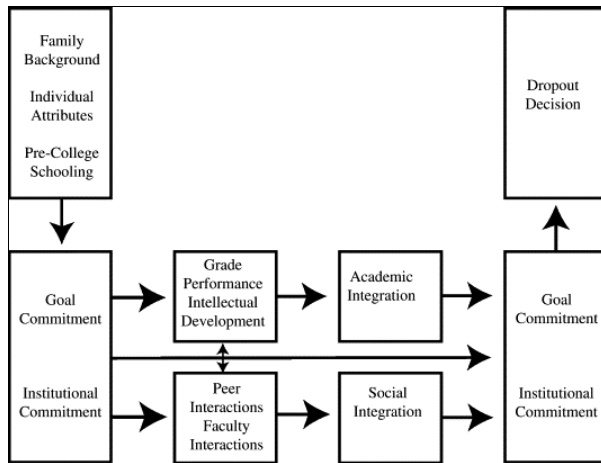 Family
Background
Individual
Attributes
Pre-College
Schooling
Dropout
Decision
Goal
Commitment
Institutional
Commitment
Grade
Performance
Intellectual
Development
Peer
Interactions
Faculty
Interactions
Academic
Integration
Social
Integration
Goal
Commitment
Institutional
Commitment